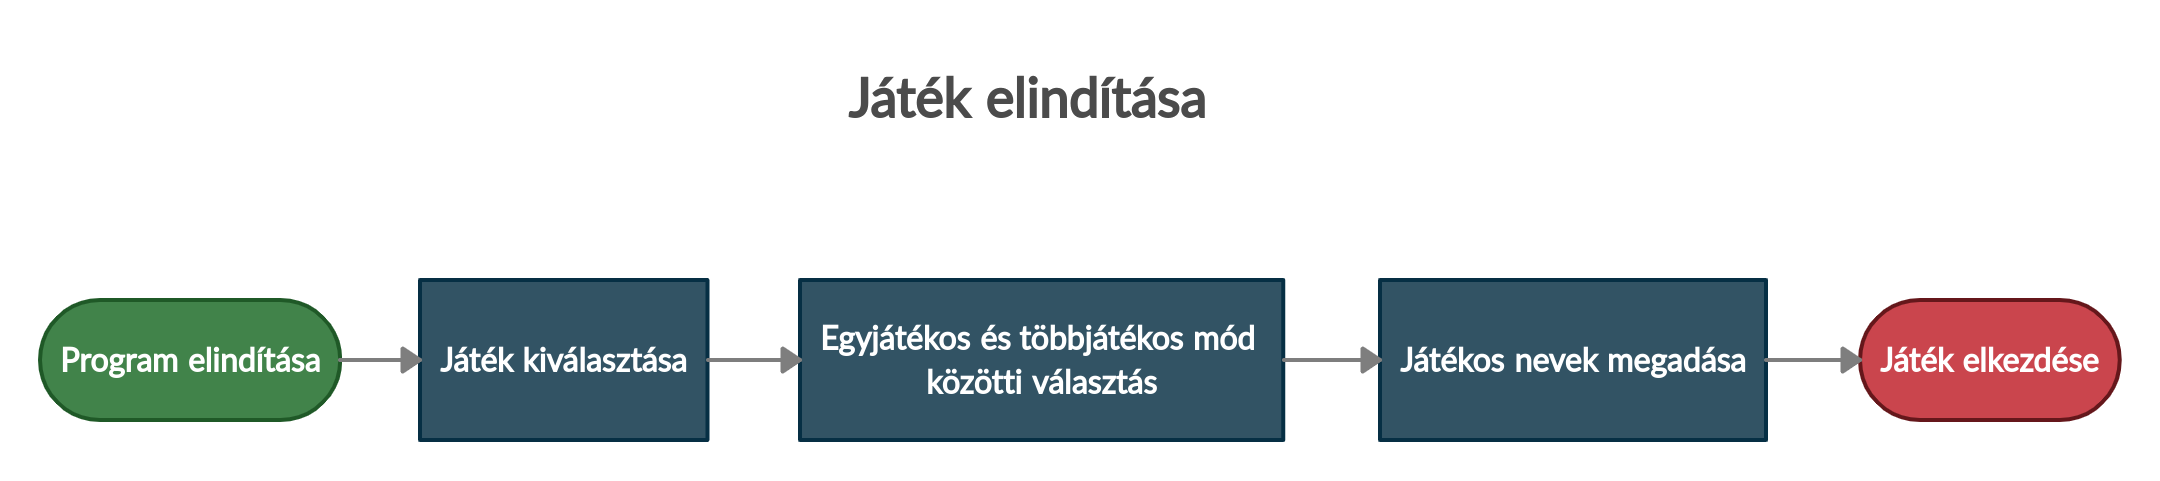 Játék elindítása
Program elindítása
Játék kiválasztása
Egyjátékos és többjátékos mód
közötti választás
Játékos nevek megadása
Játék elkezdése